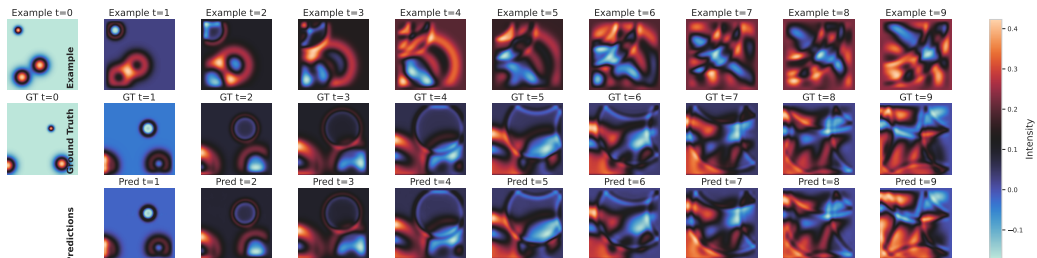 Example t=0 Example t=1 Example t=2 Example t=3 Example t=4 Example t=5 Example t=6 Example t=7 Example t=8 Example t=9
Example
GT t=0 GT t=1 GT t=2 GT t=3 GT t=4 GT t=5 GT t=6 GT t=7 GT t=8 GT t=9
Ground Truth
Pred t=1 Pred t=2 Pred t=3 Pred t=4 Pred t=5 Pred t=6 Pred t=7 Pred t=8 Pred t=9
redictions
0.4
0.3
0.2
0.1
0.0
−0.1
Intensity